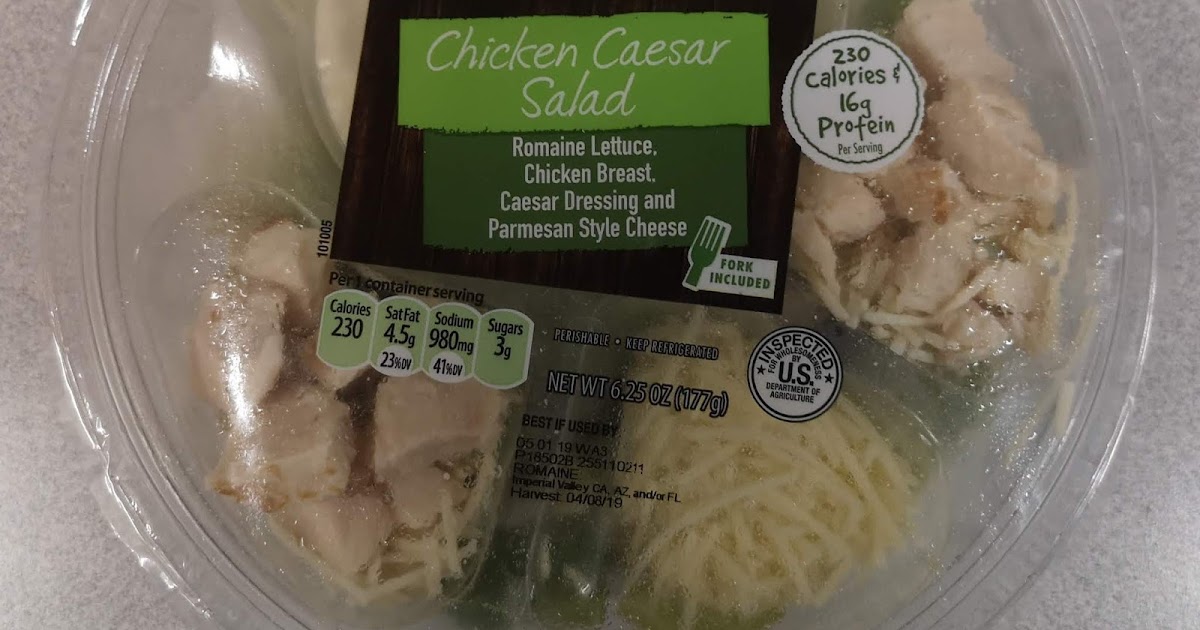 Chicken Caesar
Salad
Romaine Lettuce,
Chicken Breast,
Caesar Dressing and
Parmesan Style Cheese
FORK
INCLUDED
230
Calories &
16g
Protein
Per Serving
101005
Per 1 container serving
Calories
230
Sat Fat
4.5g
23%DV
Sodium
980mg
41%DV
Sugars
3g
PERISHABLE • KEEP REFRIGERATED
NET WT 6.25 OZ (177g)
INSPECTED
FOR WHOLESOMENESS
BY
U.S.
DEPARTMENT OF
AGRICULTURE
BEST IF USED BY
05 01 19 WA3
P18502B 255110211
ROMAINE
Imperial Valley CA, AZ, and/or FL
Harvest 04/08/19